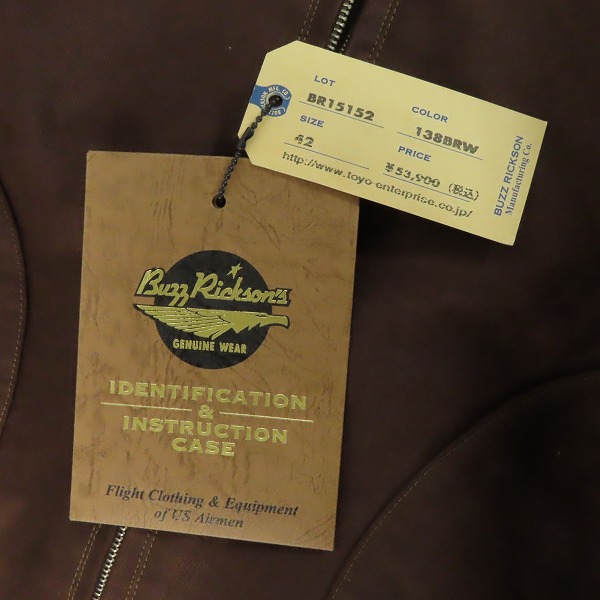 LOT
BR15152
COLOR
138BRW
SIZE
42
PRICE
¥53,900 (税込)
http://www.toyo-enterprise.co.jp/
BUZZ RICKSON
Manufacturing Co.
Buzz Rickson's
GENUINE WEAR
IDENTIFICATION
&
INSTRUCTION
CASE
Flight Clothing & Equipment
of US Airmen